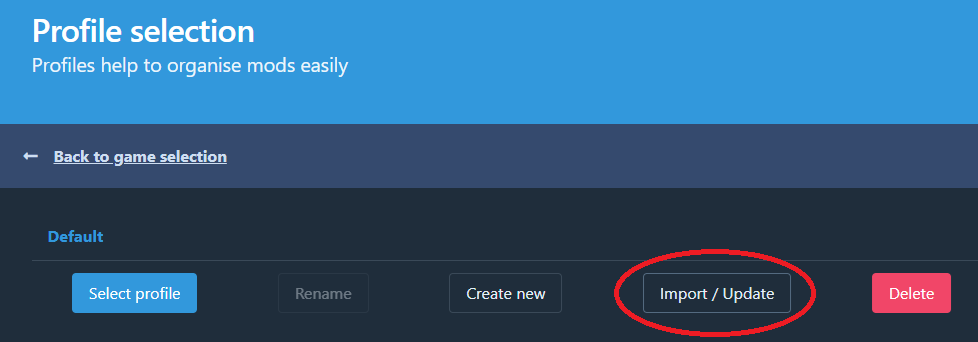 Profile selection
Profiles help to organise mods easily
Back to game selection
Default
Select profile
Rename
Create new
Import / Update
Delete